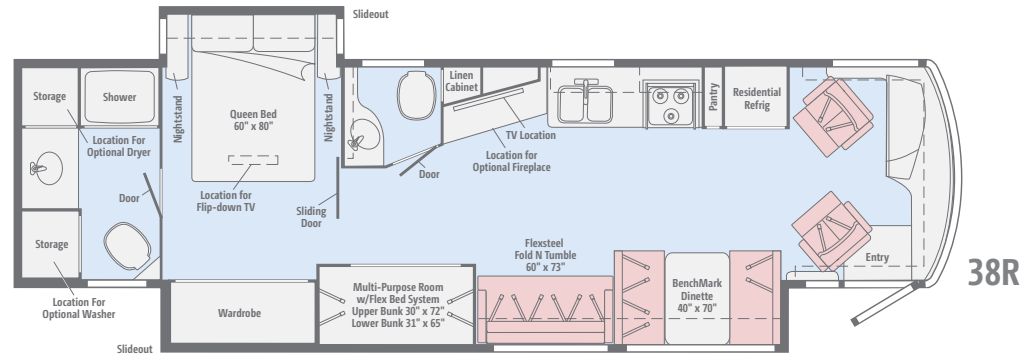 Slideout
Storage
Shower
Nightstand
Queen Bed
60" x 80"
Nightstand
Linen
Cabinet
Pantry
Residential
Refrig
Location For
Optional Dryer
TV Location
Location for
Optional Fireplace
Door
Location for
Flip-down TV
Door
Sliding
Door
Storage
Flexsteel
Fold N Tumble
60" x 73"
Entry
38R
BenchMark
Dinette
40" x 70"
Multi-Purpose Room
w/Flex Bed System
Upper Bunk 30" x 72"
Lower Bunk 31" x 65"
Location For
Optional Washer
Wardrobe
Slideout